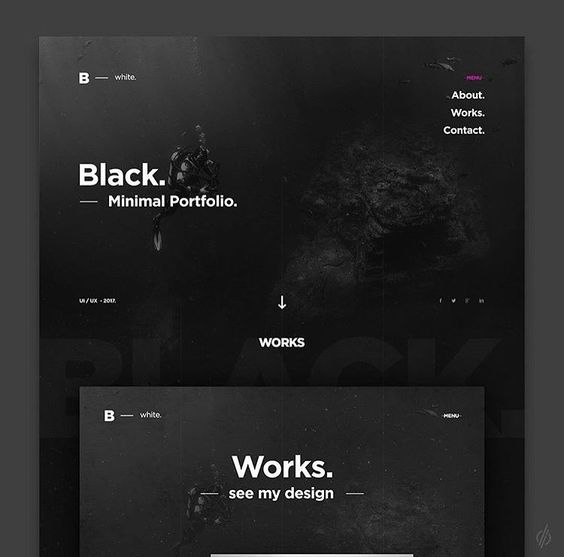 B — white.
MENU
About.
Works.
Contact.
Black.
— Minimal Portfolio.
UI / UX - 2017.
WORKS
BLACK.
B — white.
MENU
Works.
— see my design —